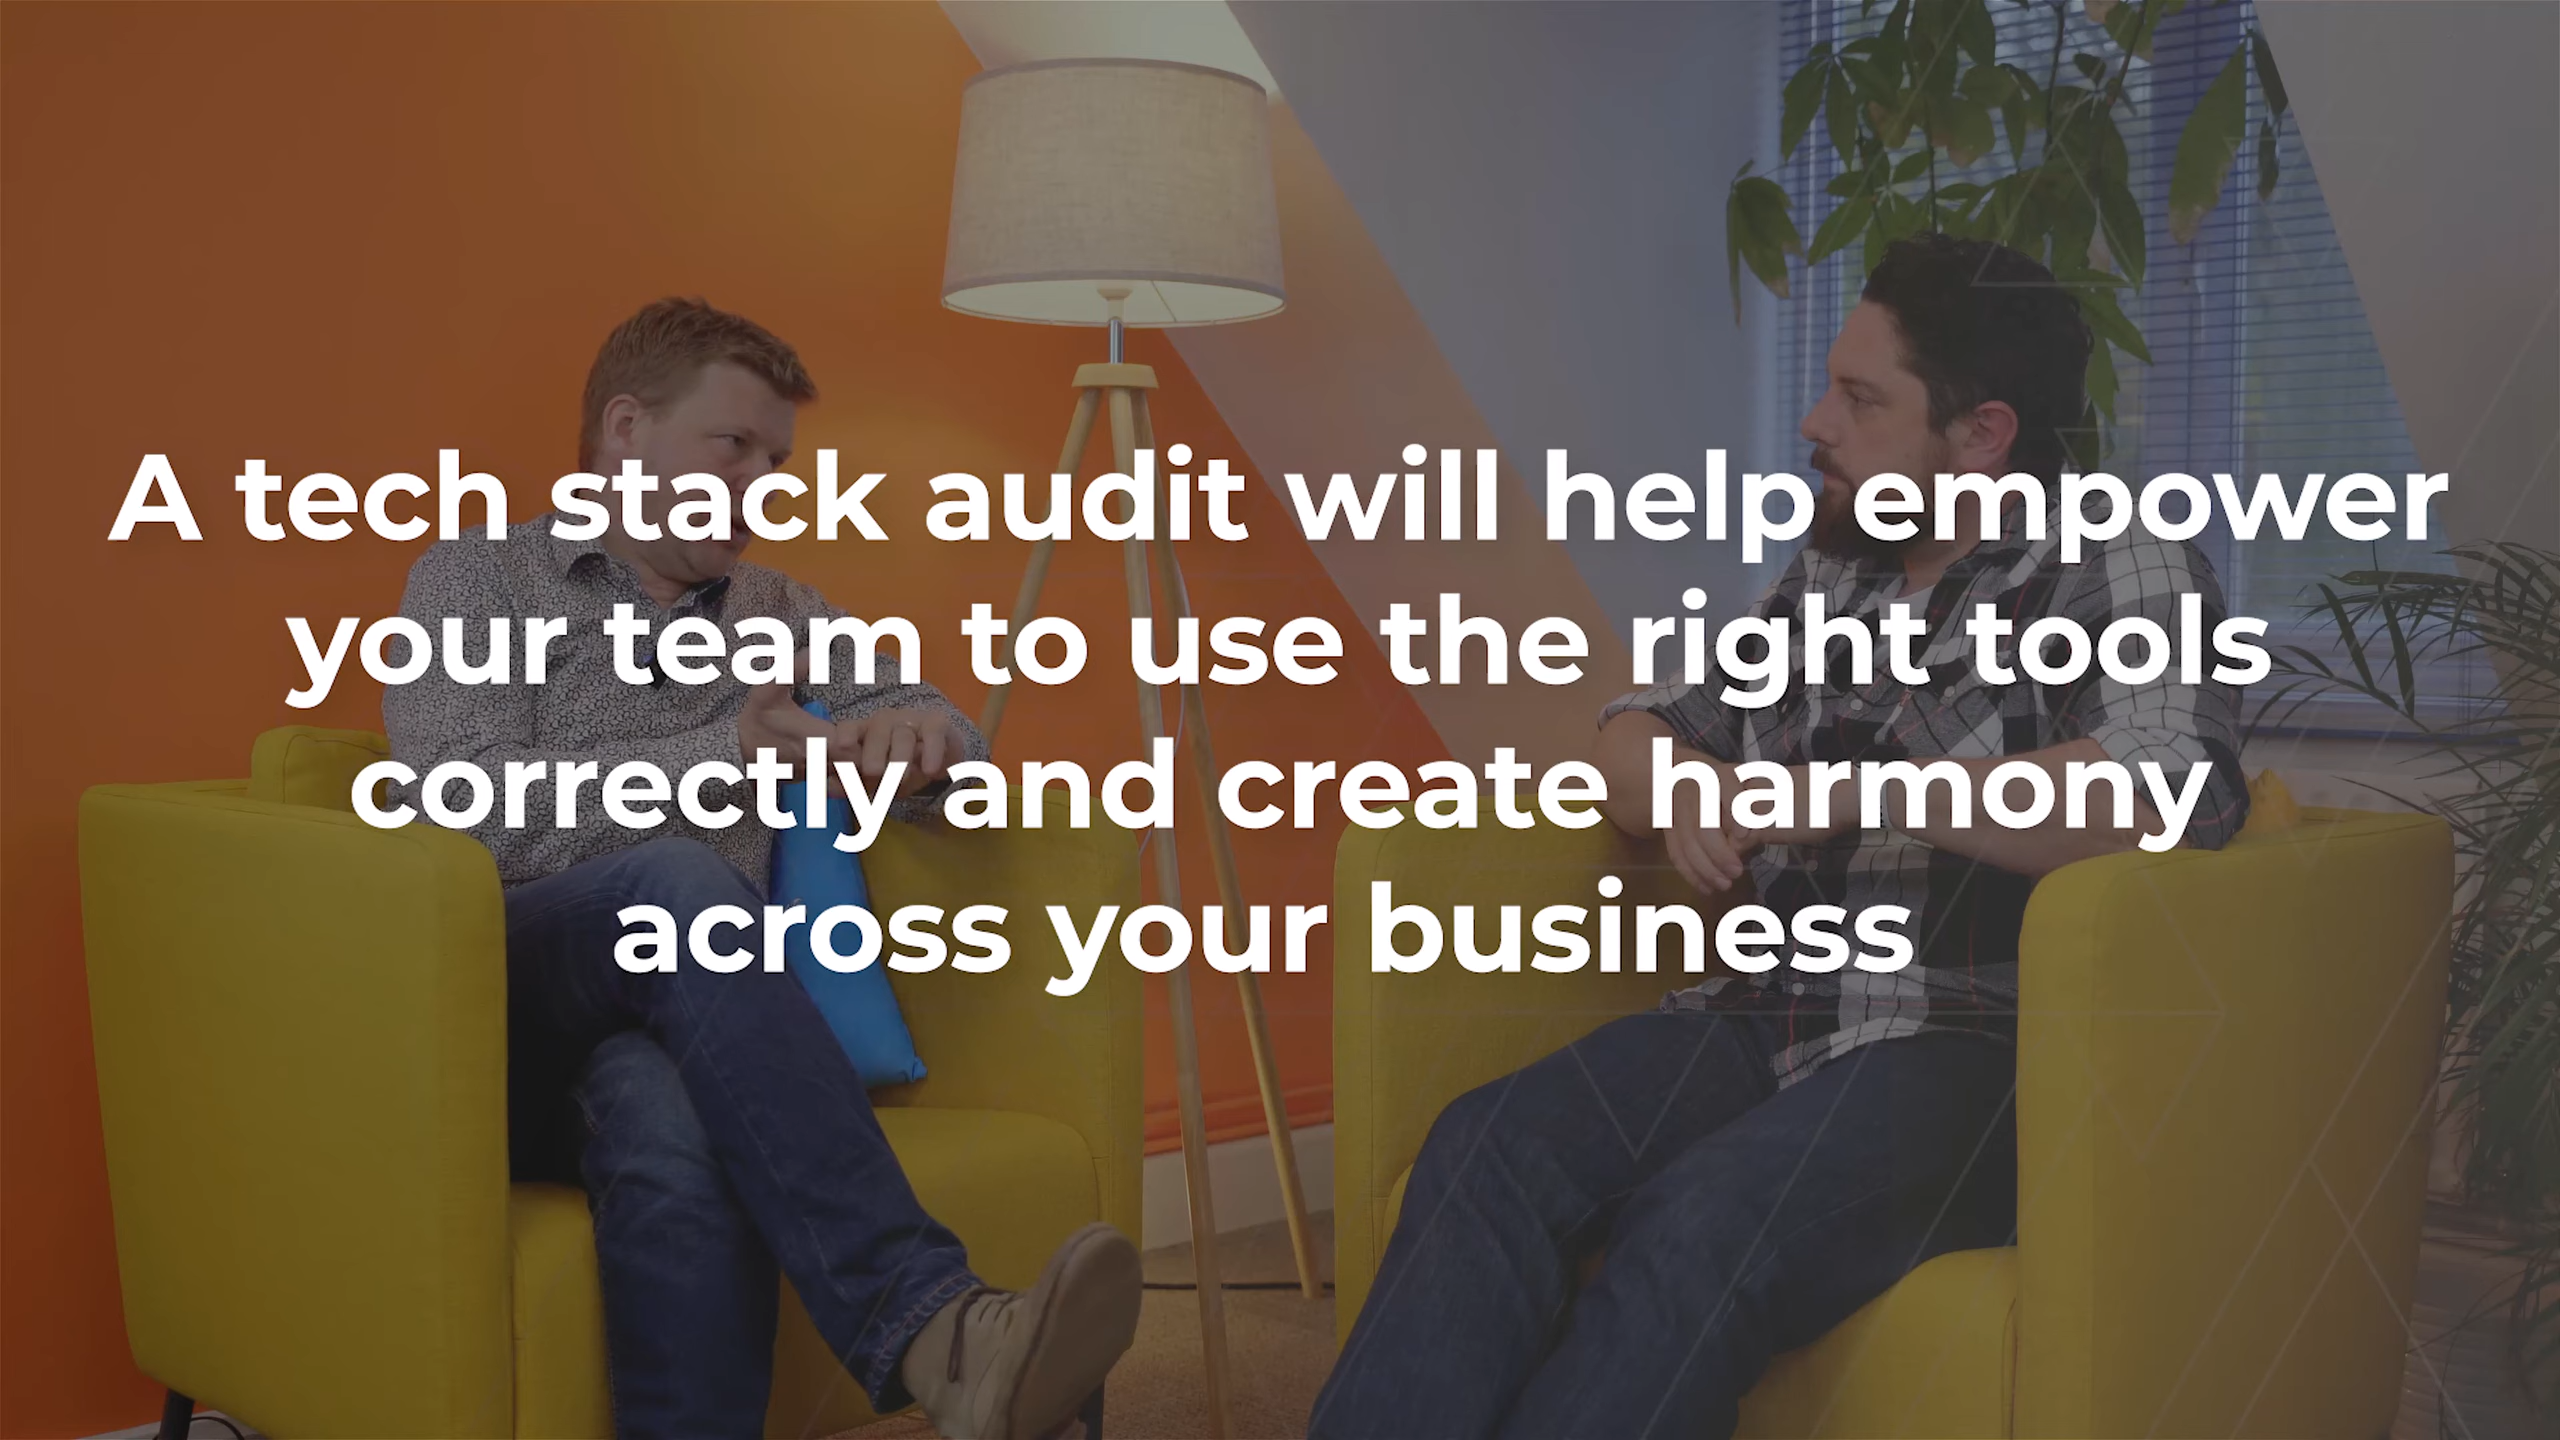 A tech stack audit will help empower
your team to use the right tools
correctly and create harmony
across your business